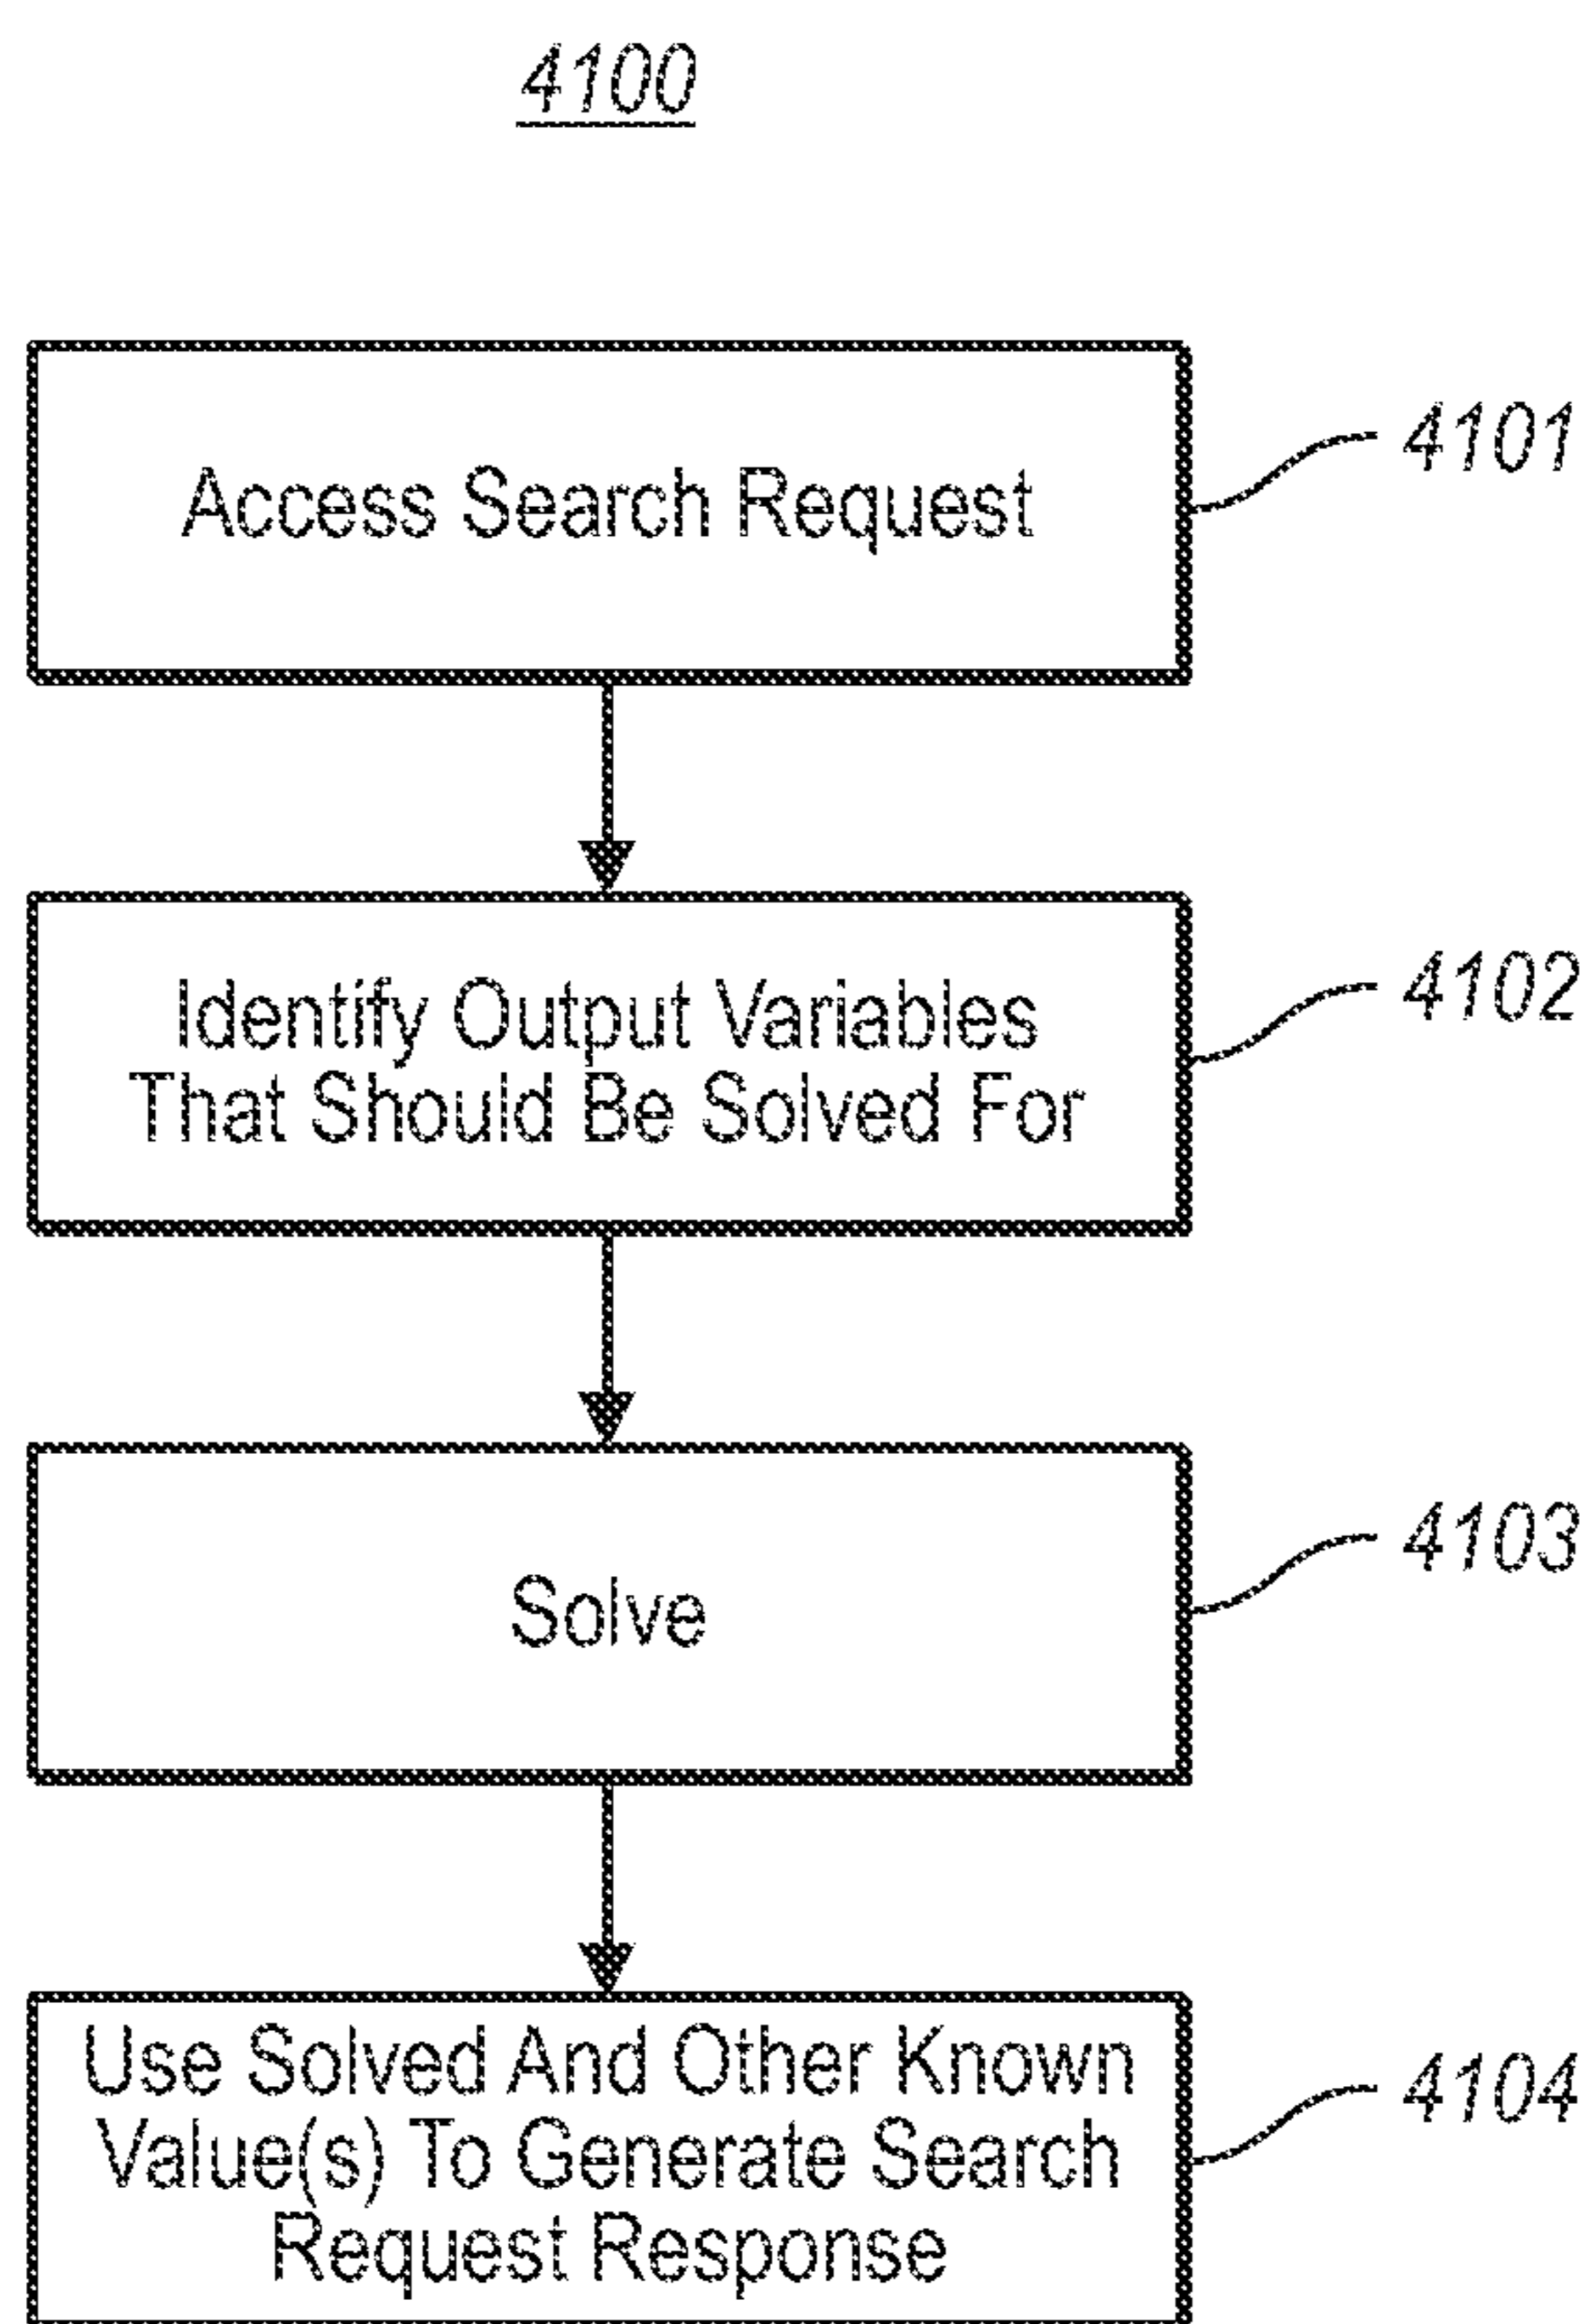 4100
Access Search Request
4101
Identify Output Variables
That Should Be Solved For
4102
Solve
4103
Use Solved And Other Known
Value(s) To Generate Search
Request Response
4104